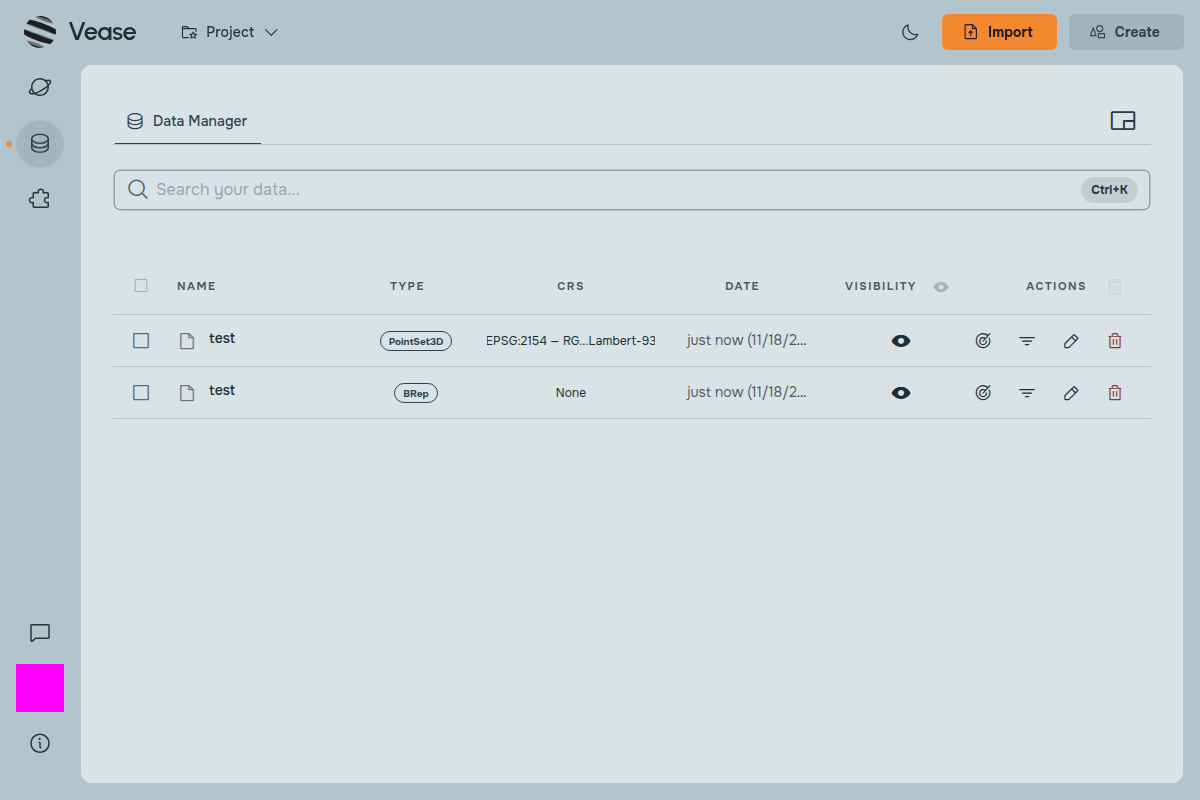 Vease
Project
Import
Create
Data Manager
Search your data...
Ctrl+K
NAME TYPE CRS DATE VISIBILITY ACTIONS
test PointSet3D EPSG:2154 – RG...Lambert-93 just now (11/18/2...
test BRep None just now (11/18/2...